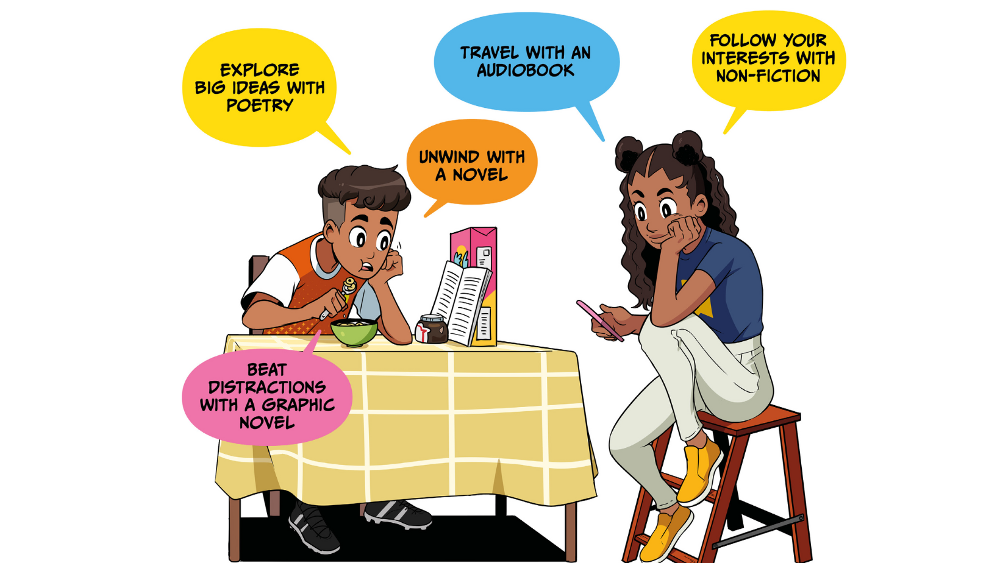 EXPLORE
BIG IDEAS WITH
POETRY
TRAVEL WITH AN
AUDIOBOOK
FOLLOW YOUR
INTERESTS WITH
NON-FICTION
UNWIND WITH
A NOVEL
BEAT
DISTRACTIONS
WITH A GRAPHIC
NOVEL